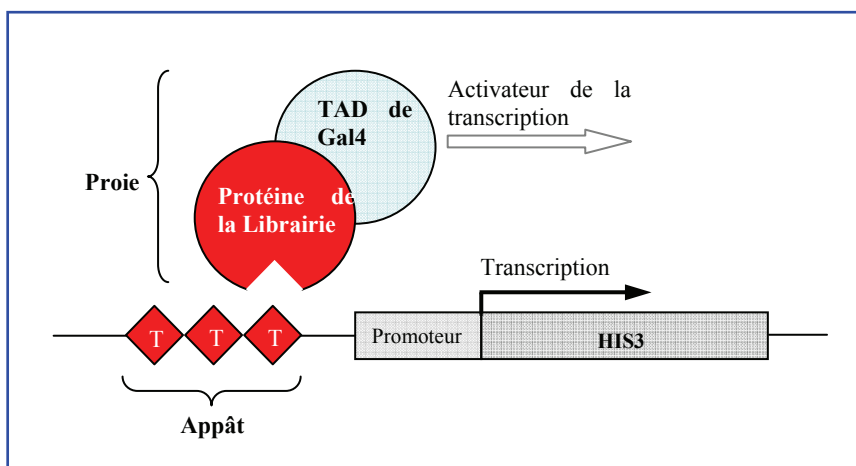 Activateur de la
transcription
TAD de
Gal4
Proie
Protéine de
la Librairie
Transcription
T T T
Promoteur
HIS3
Appât